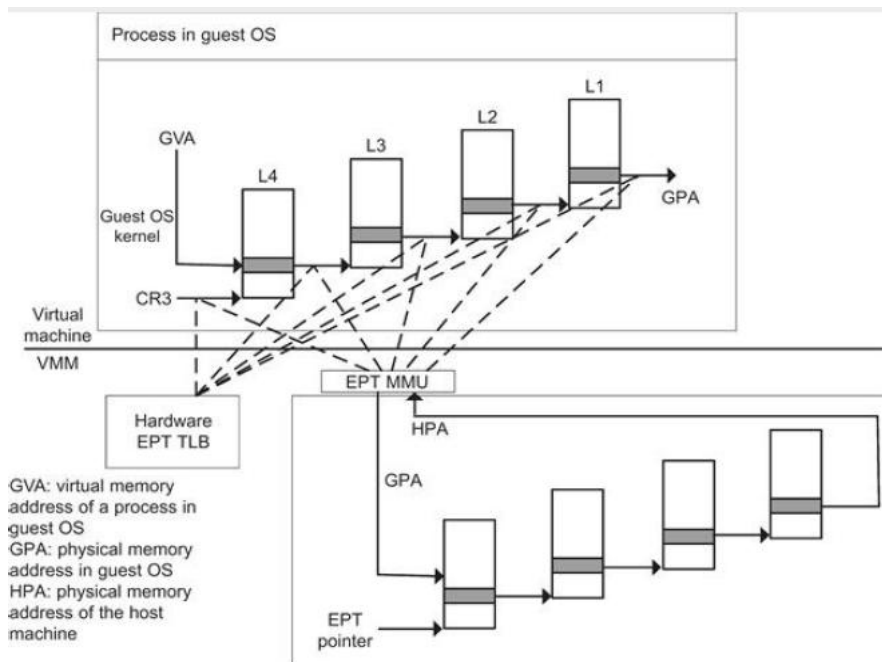 Process in guest OS
L1
L2
L3
L4
GVA
GPA
Guest OS
kernel
CR3
Virtual
machine
VMM
EPT MMU
Hardware
EPT TLB
HPA
GPA
GVA: virtual memory
address of a process in
guest OS
GPA: physical memory
address in guest OS
HPA: physical memory
address of the host
machine
EPT
pointer